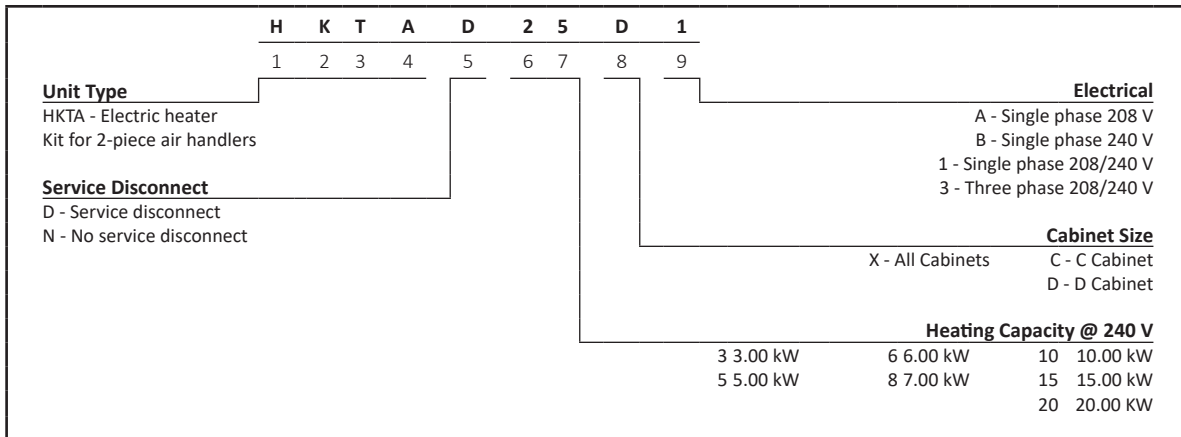 H K T A D 2 5 D 1
1 2 3 4 5 6 7 8 9
Unit Type
HKTA - Electric heater
Kit for 2-piece air handlers
Service Disconnect
D - Service disconnect
N - No service disconnect
Electrical
A - Single phase 208 V
B - Single phase 240 V
1 - Single phase 208/240 V
3 - Three phase 208/240 V
Cabinet Size
X - All Cabinets C - C Cabinet
D - D Cabinet
Heating Capacity @ 240 V
3 3.00 kW 6 6.00 kW 10 10.00 kW
5 5.00 kW 8 7.00 kW 15 15.00 kW
20 20.00 KW